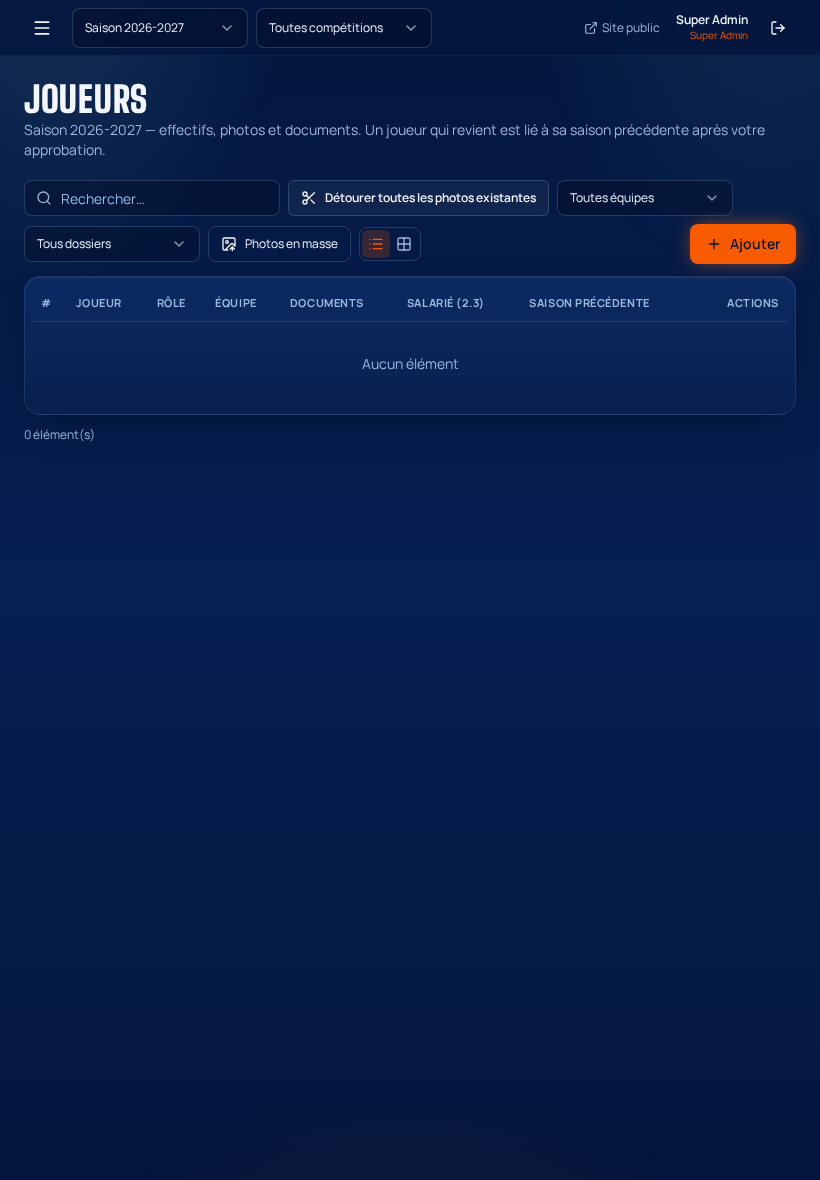 Saison 2026-2027
Toutes compétitions
Site public
Super Admin
Super Admin
JOUEURS
Saison 2026-2027 — effectifs, photos et documents. Un joueur qui revient est lié à sa saison précédente après votre
approbation.
Rechercher…
Détourer toutes les photos existantes
Toutes équipes
Tous dossiers
Photos en masse
Ajouter
# JOUEUR RÔLE ÉQUIPE DOCUMENTS SALARIÉ (2.3) SAISON PRÉCÉDENTE ACTIONS
Aucun élément
0 élément(s)